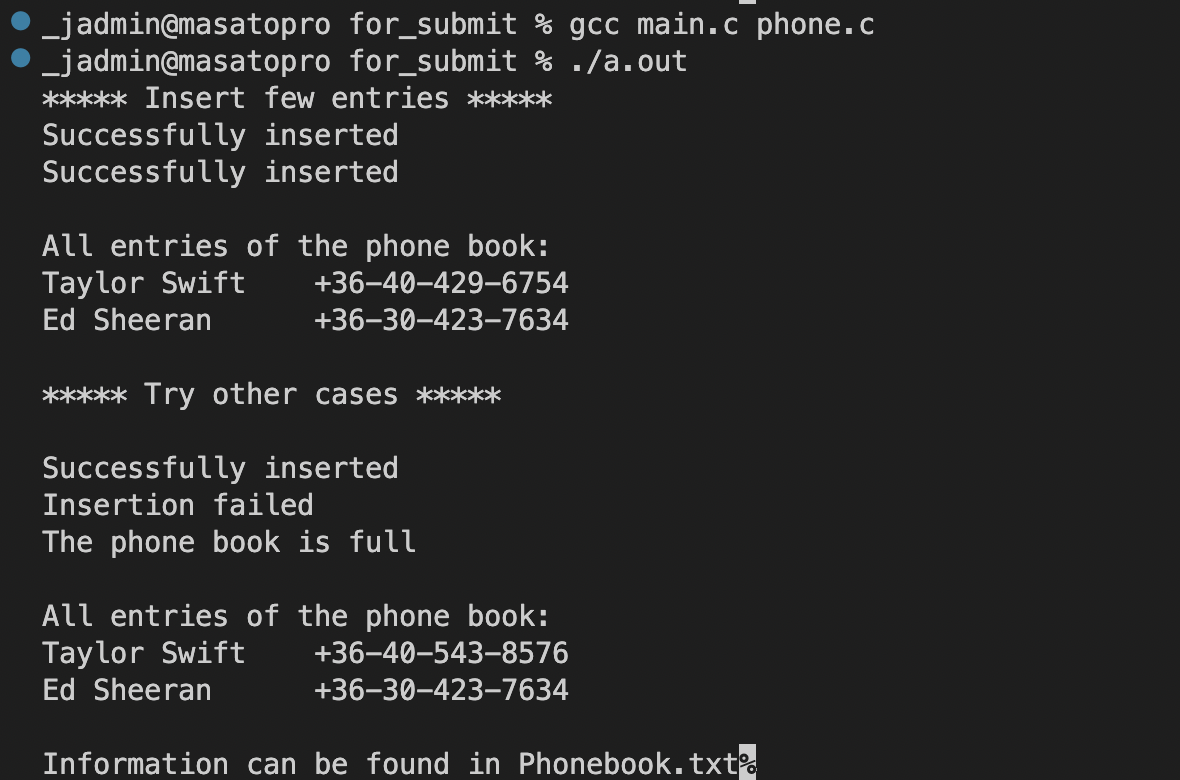 _jadmin@masatopro for_submit % gcc main.c phone.c
_jadmin@masatopro for_submit % ./a.out
***** Insert few entries *****
Successfully inserted
Successfully inserted
All entries of the phone book:
Taylor Swift    +36-40-429-6754
Ed Sheeran      +36-30-423-7634
***** Try other cases *****
Successfully inserted
Insertion failed
The phone book is full
All entries of the phone book:
Taylor Swift    +36-40-543-8576
Ed Sheeran      +36-30-423-7634
Information can be found in Phonebook.txt%